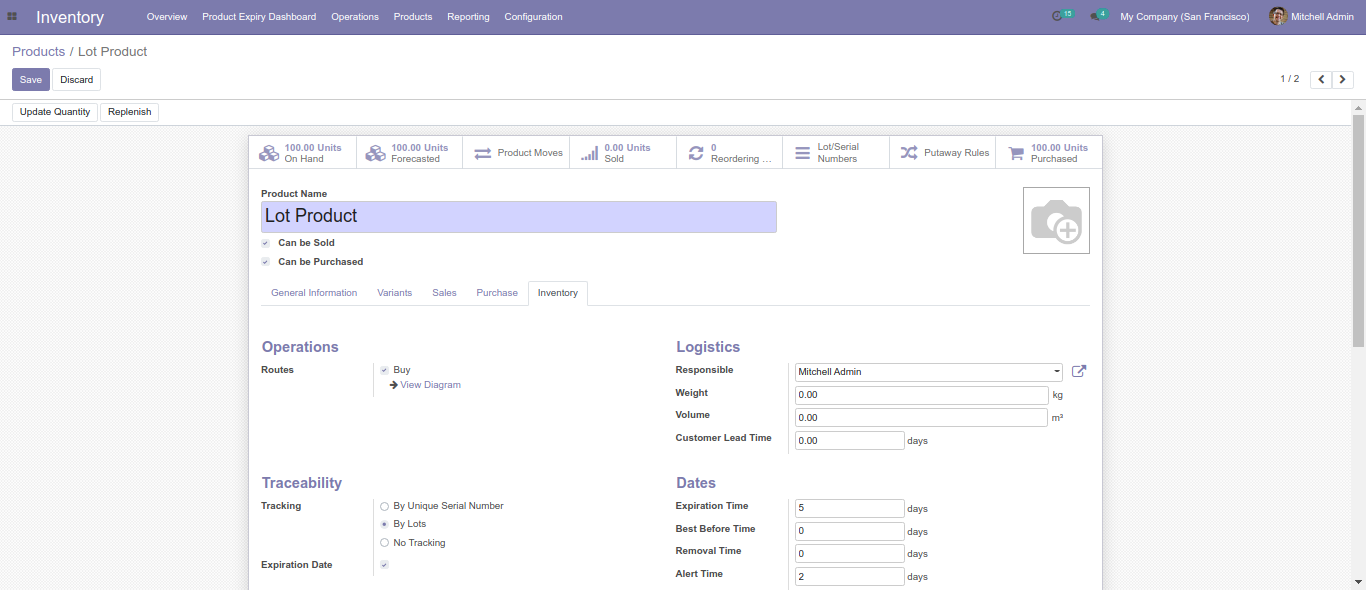 Inventory Overview Product Expiry Dashboard Operations Products Reporting Configuration 15 4 My Company (San Francisco) Mitchell Admin
Products / Lot Product
Save Discard 1 / 2
Update Quantity Replenish
100.00 Units On Hand
100.00 Units Forecasted
Product Moves
0.00 Units Sold
0 Reordering ...
Lot/Serial Numbers
Putaway Rules
100.00 Units Purchased
Product Name
Lot Product
Can be Sold
Can be Purchased
General Information Variants Sales Purchase Inventory
Operations
Routes Buy
View Diagram
Logistics
Responsible Mitchell Admin
Weight 0.00 kg
Volume 0.00 m³
Customer Lead Time 0.00 days
Traceability
Tracking By Unique Serial Number
By Lots
No Tracking
Expiration Date
Dates
Expiration Time 5 days
Best Before Time 0 days
Removal Time 0 days
Alert Time 2 days